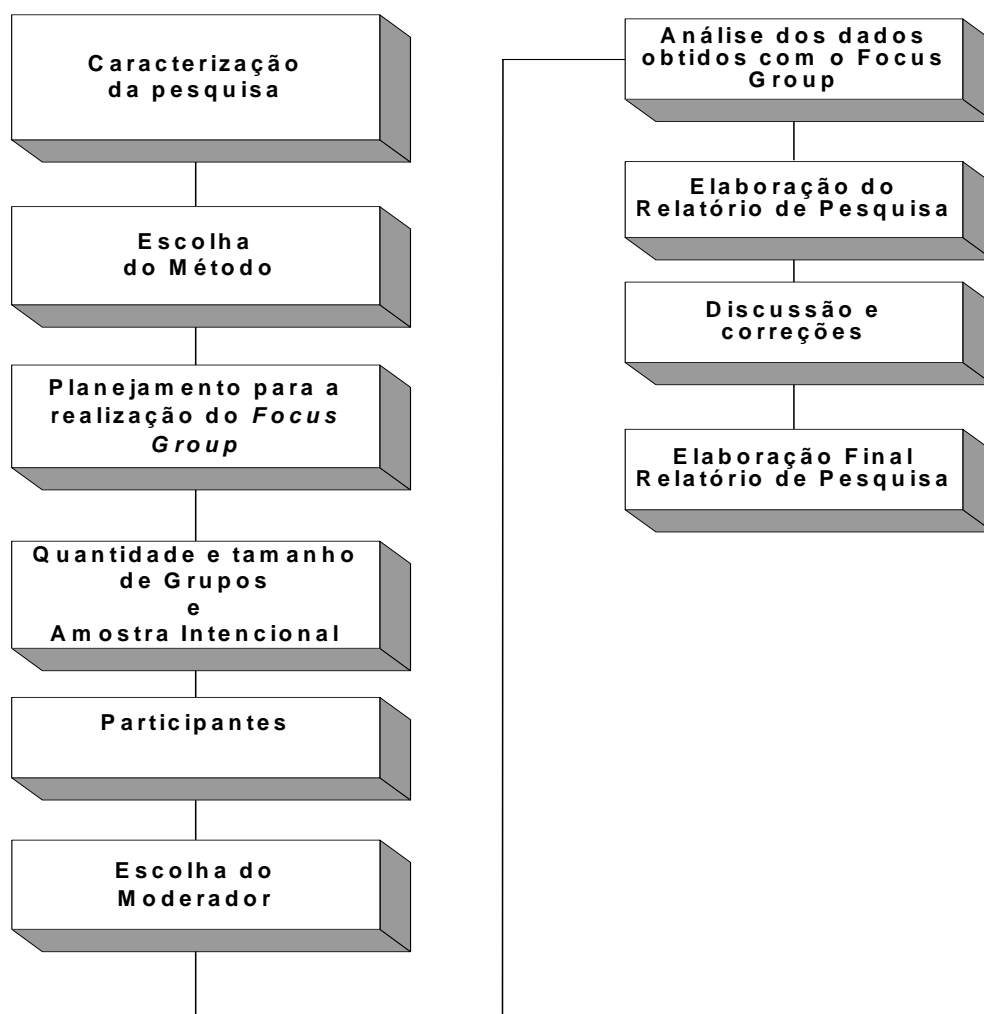 Caracterização
da pesquisa
Escolha
do Método
Planejamento para a
realização do Focus
Group
Quantidade e tamanho
de Grupos
e
Amostra Intencional
Participantes
Escolha do
Moderador
Análise dos dados
obtidos com o Focus
Group
Elaboração do
Relatório de Pesquisa
Discussão e
correções
Elaboração Final
Relatório de Pesquisa